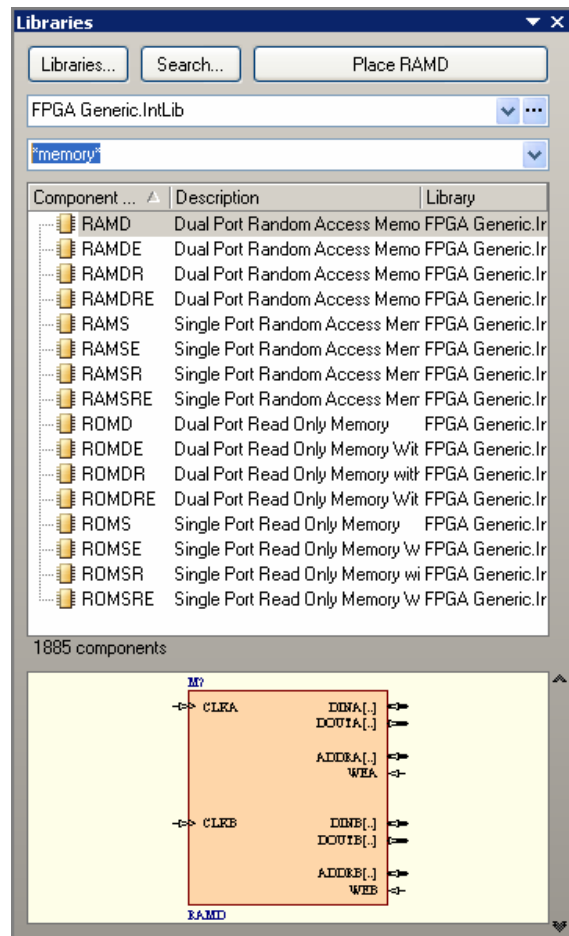 Libraries
Libraries... Search... Place RAMD
FPGA Generic.IntLib
*memory*
Component ... Description Library
RAMD Dual Port Random Access Memo FPGA Generic.Ir
RAMDE Dual Port Random Access Memo FPGA Generic.Ir
RAMDR Dual Port Random Access Memo FPGA Generic.Ir
RAMDRE Dual Port Random Access Memo FPGA Generic.Ir
RAMS Single Port Random Access Mem FPGA Generic.Ir
RAMSE Single Port Random Access Mem FPGA Generic.Ir
RAMSR Single Port Random Access Mem FPGA Generic.Ir
RAMSRE Single Port Random Access Mem FPGA Generic.Ir
ROMD Dual Port Read Only Memory FPGA Generic.Ir
ROMDE Dual Port Read Only Memory Wit FPGA Generic.Ir
ROMDR Dual Port Read Only Memory with FPGA Generic.Ir
ROMDRE Dual Port Read Only Memory Wit FPGA Generic.Ir
ROMS Single Port Read Only Memory FPGA Generic.Ir
ROMSE Single Port Read Only Memory W FPGA Generic.Ir
ROMSR Single Port Read Only Memory wi FPGA Generic.Ir
ROMSRE Single Port Read Only Memory W FPGA Generic.Ir
1885 components
M?
CLKA DINA[..]
DOUTA[..]
ADDRA[..]
WEA
CLKB DINB[..]
DOUTB[..]
ADDRB[..]
WEB
RAMD